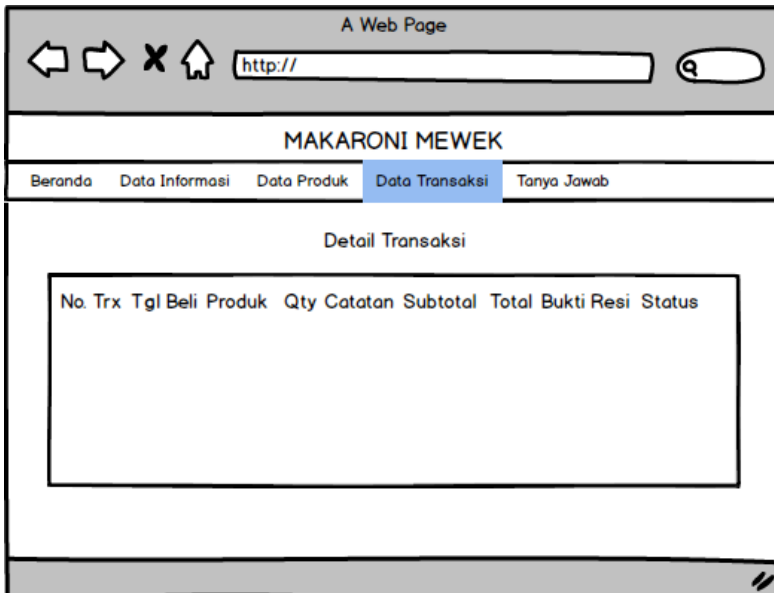 A Web Page
http://
MAKARONI MEWEK
Beranda Data Informasi Data Produk Data Transaksi Tanya Jawab
Detail Transaksi
No. Trx Tgl Beli Produk Qty Catatan Subtotal Total Bukti Resi Status